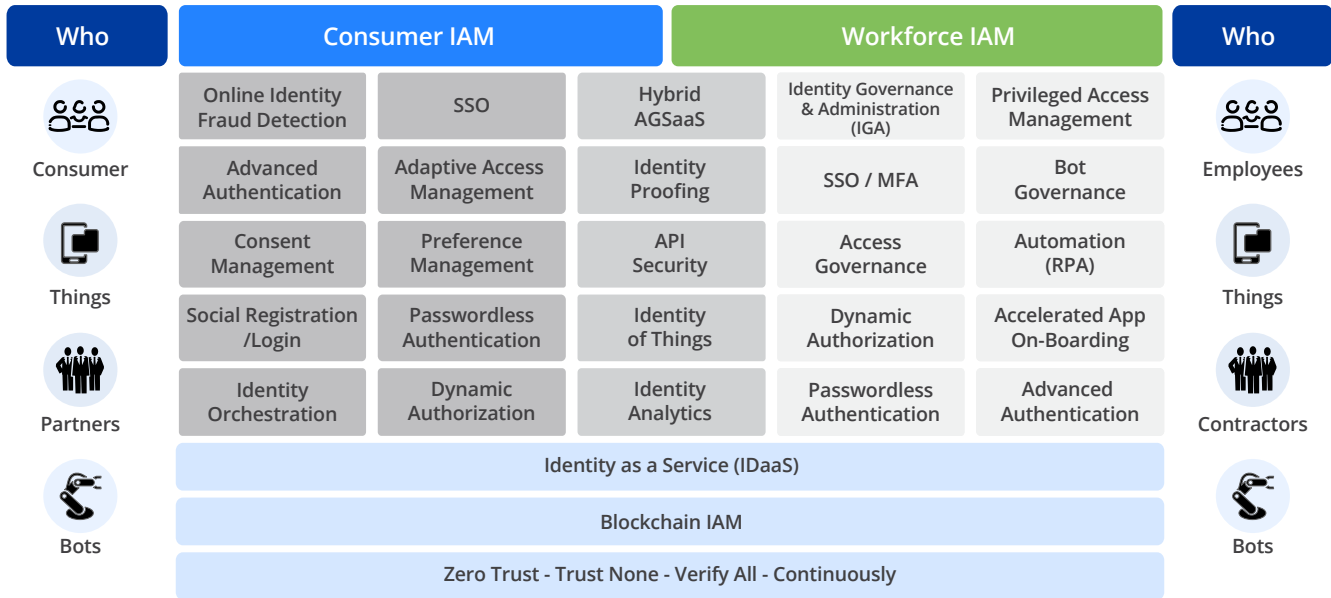 Who
Consumer IAM
Workforce IAM
Who
Consumer
Things
Partners
Bots
Online Identity
Fraud Detection
SSO
Hybrid
AGSaaS
Identity Governance
& Administration
(IGA)
Privileged Access
Management
Advanced
Authentication
Adaptive Access
Management
Identity
Proofing
SSO / MFA
Bot
Governance
Consent
Management
Preference
Management
API
Security
Access
Governance
Automation
(RPA)
Social Registration
/Login
Passwordless
Authentication
Identity
of Things
Dynamic
Authorization
Accelerated App
On-Boarding
Identity
Orchestration
Dynamic
Authorization
Identity
Analytics
Passwordless
Authentication
Advanced
Authentication
Identity as a Service (IDaaS)
Blockchain IAM
Zero Trust - Trust None - Verify All - Continuously
Employees
Things
Contractors
Bots